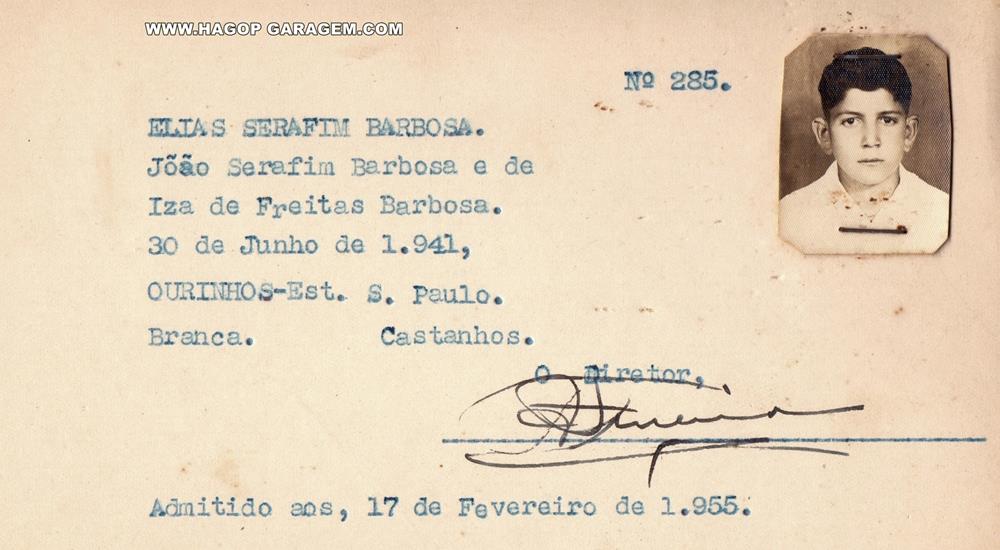 WWW.HAGOP GARAGEM.COM
Nº 285.
ELIAS SERAFIM BARBOSA.
Jõão Serafim Barbosa e de
Iza de Freitas Barbosa.
30 de Junho de 1.941,
OURINHOS-Est. S. Paulo.
Branca. Castanhos.
O Diretor,
Admitido aos, 17 de Fevereiro de 1.955.